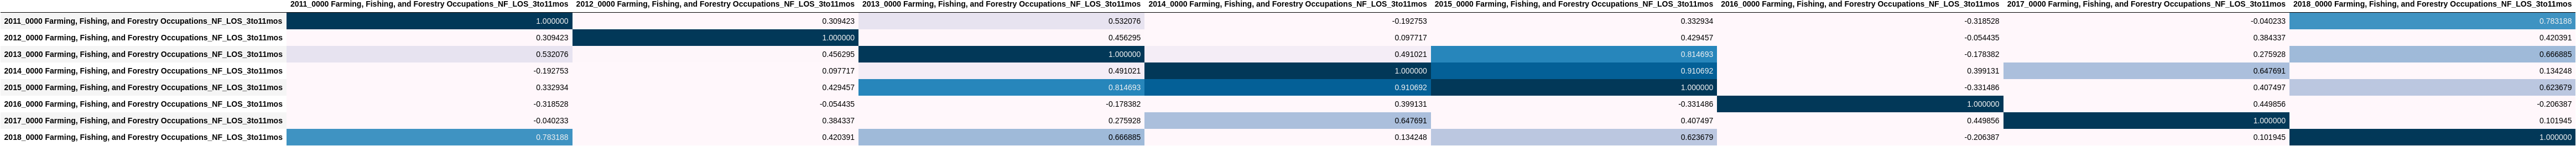 2011_0000 Farming, Fishing, and Forestry Occupations_NF_LOS_3to11mos 2012_0000 Farming, Fishing, and Forestry Occupations_NF_LOS_3to11mos 2013_0000 Farming, Fishing, and Forestry Occupations_NF_LOS_3to11mos 2014_0000 Farming, Fishing, and Forestry Occupations_NF_LOS_3to11mos 2015_0000 Farming, Fishing, and Forestry Occupations_NF_LOS_3to11mos 2016_0000 Farming, Fishing, and Forestry Occupations_NF_LOS_3to11mos 2017_0000 Farming, Fishing, and Forestry Occupations_NF_LOS_3to11mos 2018_0000 Farming, Fishing, and Forestry Occupations_NF_LOS_3to11mos
2011_0000 Farming, Fishing, and Forestry Occupations_NF_LOS_3to11mos 1.000000 0.309423 0.532076 -0.192753 0.332934 -0.318528 -0.040233 0.783188
2012_0000 Farming, Fishing, and Forestry Occupations_NF_LOS_3to11mos 0.309423 1.000000 0.456295 0.097717 0.429457 -0.054435 0.384337 0.420391
2013_0000 Farming, Fishing, and Forestry Occupations_NF_LOS_3to11mos 0.532076 0.456295 1.000000 0.491021 0.814693 -0.178382 0.275928 0.666885
2014_0000 Farming, Fishing, and Forestry Occupations_NF_LOS_3to11mos -0.192753 0.097717 0.491021 1.000000 0.910692 0.399131 0.647691 0.134248
2015_0000 Farming, Fishing, and Forestry Occupations_NF_LOS_3to11mos 0.332934 0.429457 0.814693 0.910692 1.000000 -0.331486 0.407497 0.623679
2016_0000 Farming, Fishing, and Forestry Occupations_NF_LOS_3to11mos -0.318528 -0.054435 -0.178382 0.399131 -0.331486 1.000000 0.449856 -0.206387
2017_0000 Farming, Fishing, and Forestry Occupations_NF_LOS_3to11mos -0.040233 0.384337 0.275928 0.647691 0.407497 0.449856 1.000000 0.101945
2018_0000 Farming, Fishing, and Forestry Occupations_NF_LOS_3to11mos 0.783188 0.420391 0.666885 0.134248 0.623679 -0.206387 0.101945 1.000000